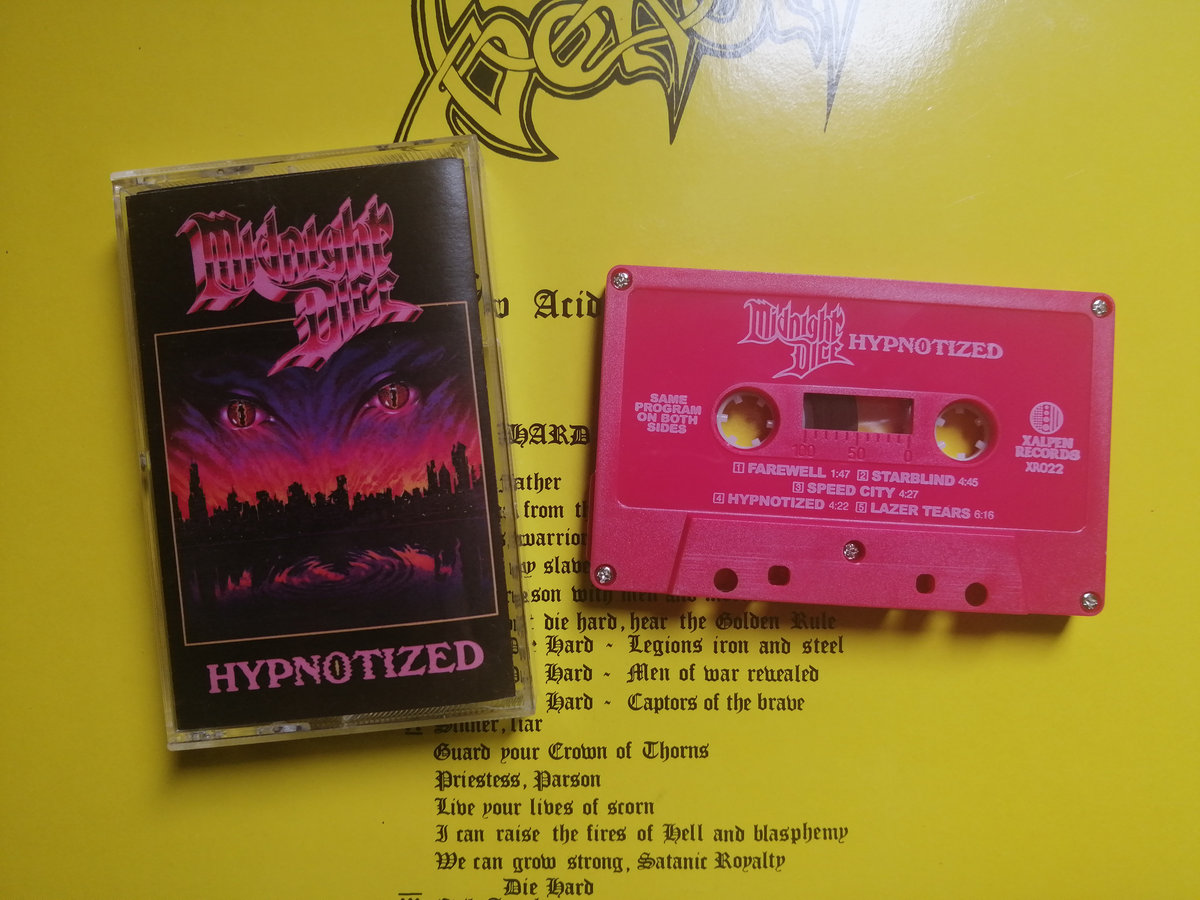 Midnight
Dice
HYPNOTIZED
Midnight
Dice
HYPNOTIZED
SAME
PROGRAM
ON BOTH
SIDES
100 50 0
XALPEN
RECORDS
XR022
1 FAREWELL 1:47 2 STARBLIND 4:45
3 SPEED CITY 4:27
4 HYPNOTIZED 4:22 5 LAZER TEARS 6:16
Acid
HARD
from
die hard, hear the Golden Rule
Hard - Legions iron and steel
Hard - Men of war revealed
Hard - Captors of the brave
Sinner, liar
Guard your Crown of Thorns
Priestess, Parson
Live your lives of scorn
I can raise the fires of Hell and blasphemy
We can grow strong, Satanic Royalty
Die Hard